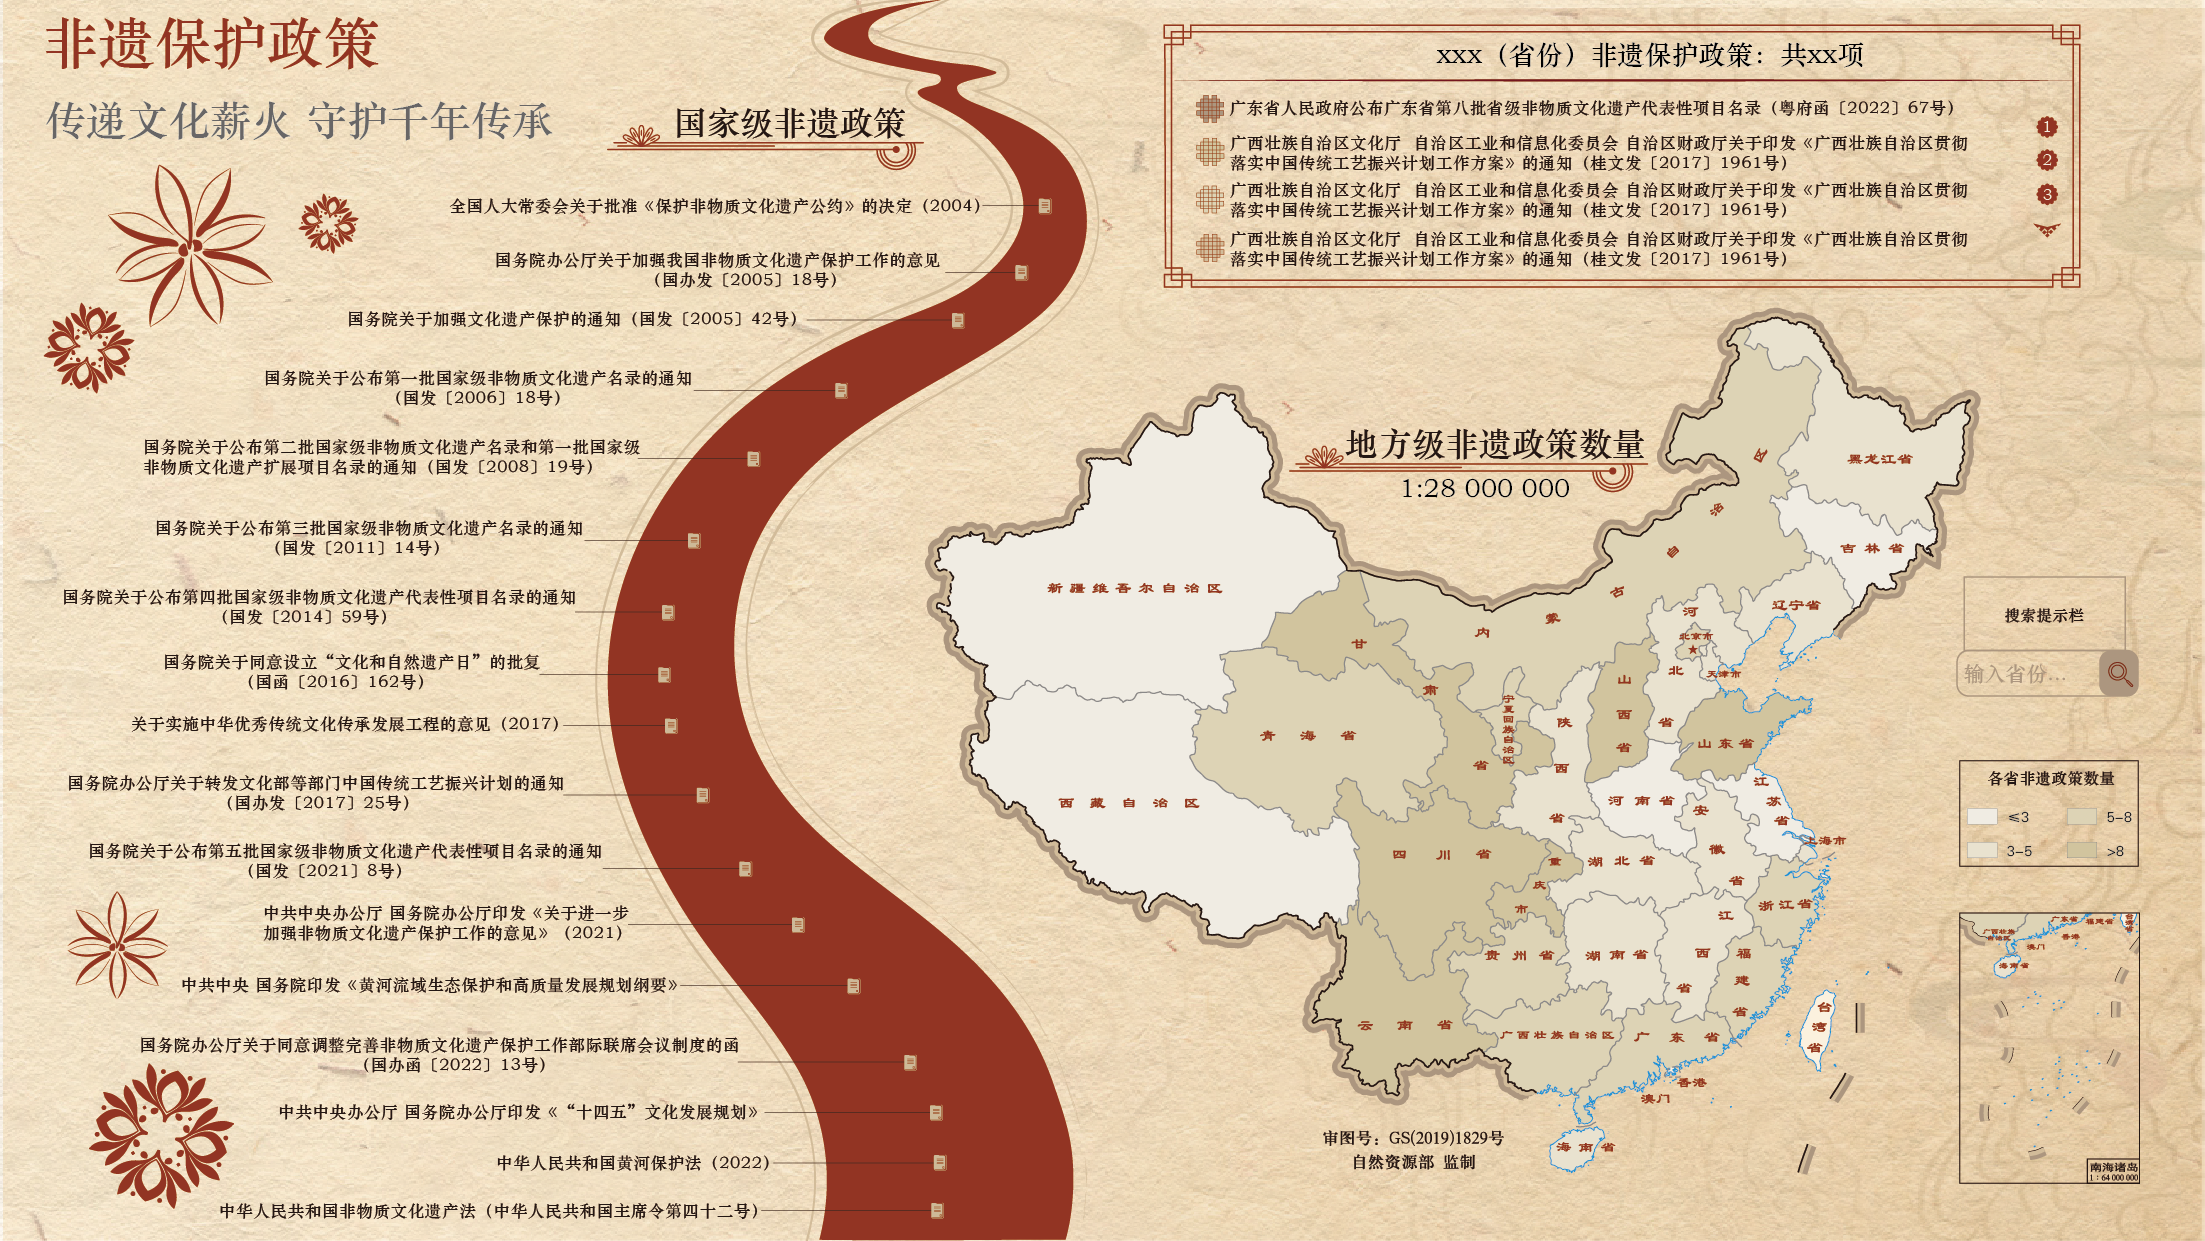 非遗保护政策
传递文化薪火 守护千年传承
国家级非遗政策
全国人大常委会关于批准《保护非物质文化遗产公约》的决定（2004）
国务院办公厅关于加强我国非物质文化遗产保护工作的意见
（国办发〔2005〕18号）
国务院关于加强文化遗产保护的通知（国发〔2005〕42号）
国务院关于公布第一批国家级非物质文化遗产名录的通知
（国发〔2006〕18号）
国务院关于公布第二批国家级非物质文化遗产名录和第一批国家级
非物质文化遗产扩展项目名录的通知（国发〔2008〕19号）
国务院关于公布第三批国家级非物质文化遗产名录的通知
（国发〔2011〕14号）
国务院关于公布第四批国家级非物质文化遗产代表性项目名录的通知
（国发〔2014〕59号）
国务院关于同意设立“文化和自然遗产日”的批复
（国函〔2016〕162号）
关于实施中华优秀传统文化传承发展工程的意见（2017）
国务院办公厅关于转发文化部等部门中国传统工艺振兴计划的通知
（国办发〔2017〕25号）
国务院关于公布第五批国家级非物质文化遗产代表性项目名录的通知
（国发〔2021〕8号）
中共中央办公厅 国务院办公厅印发《关于进一步
加强非物质文化遗产保护工作的意见》（2021）
中共中央 国务院印发《黄河流域生态保护和高质量发展规划纲要》
国务院办公厅关于同意调整完善非物质文化遗产保护工作部际联席会议制度的函
（国办函〔2022〕13号）
中共中央办公厅 国务院办公厅印发《“十四五”文化发展规划》
中华人民共和国黄河保护法（2022）
中华人民共和国非物质文化遗产法（中华人民共和国主席令第四十二号）
xxx（省份）非遗保护政策：共xx项
广东省人民政府公布广东省第八批省级非物质文化遗产代表性项目名录（粤府函〔2022〕67号）
广西壮族自治区文化厅 自治区工业和信息化委员会 自治区财政厅关于印发《广西壮族自治区贯彻
落实中国传统工艺振兴计划工作方案》的通知（桂文发〔2017〕1961号）
广西壮族自治区文化厅 自治区工业和信息化委员会 自治区财政厅关于印发《广西壮族自治区贯彻
落实中国传统工艺振兴计划工作方案》的通知（桂文发〔2017〕1961号）
广西壮族自治区文化厅 自治区工业和信息化委员会 自治区财政厅关于印发《广西壮族自治区贯彻
落实中国传统工艺振兴计划工作方案》的通知（桂文发〔2017〕1961号）
1
2
3
地方级非遗政策数量
1:28 000 000
黑龙江省
吉林省
辽宁省
内蒙古自治区
新疆维吾尔自治区
甘肃省
青海省
西藏自治区
宁夏回族自治区
陕西省
山西省
河北省
北京市
天津市
山东省
河南省
江苏省
安徽省
上海市
四川省
重庆市
湖北省
浙江省
湖南省
江西省
福建省
贵州省
云南省
广西壮族自治区
广东省
香港
澳门
海南省
台湾省
审图号：GS(2019)1829号
自然资源部 监制
搜索提示栏
输入省份...
各省非遗政策数量
≤3
5-8
3-5
>8
广西壮族
自治区
广东省
福建省
台湾省
香港
澳门
海南省
南海诸岛
1：64 000 000